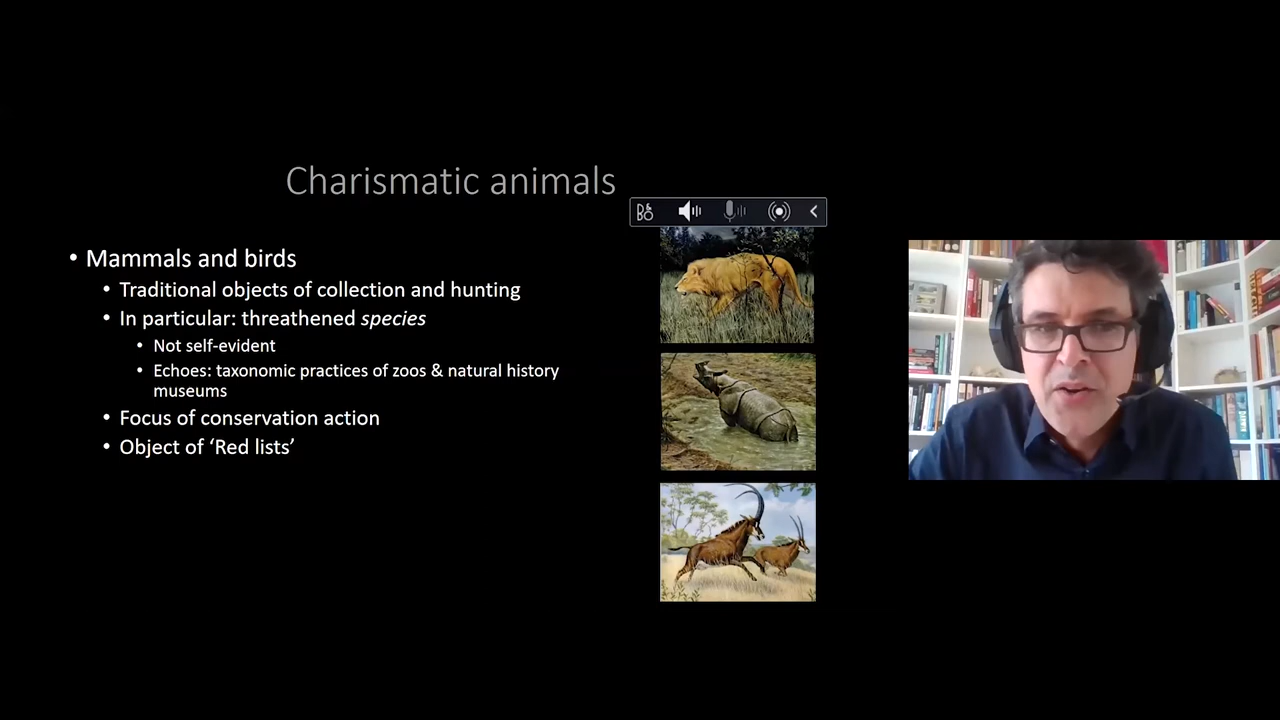 Charismatic animals
• Mammals and birds
• Traditional objects of collection and hunting
• In particular: threathened species
• Not self-evident
• Echoes: taxonomic practices of zoos & natural history
museums
• Focus of conservation action
• Object of ‘Red lists’